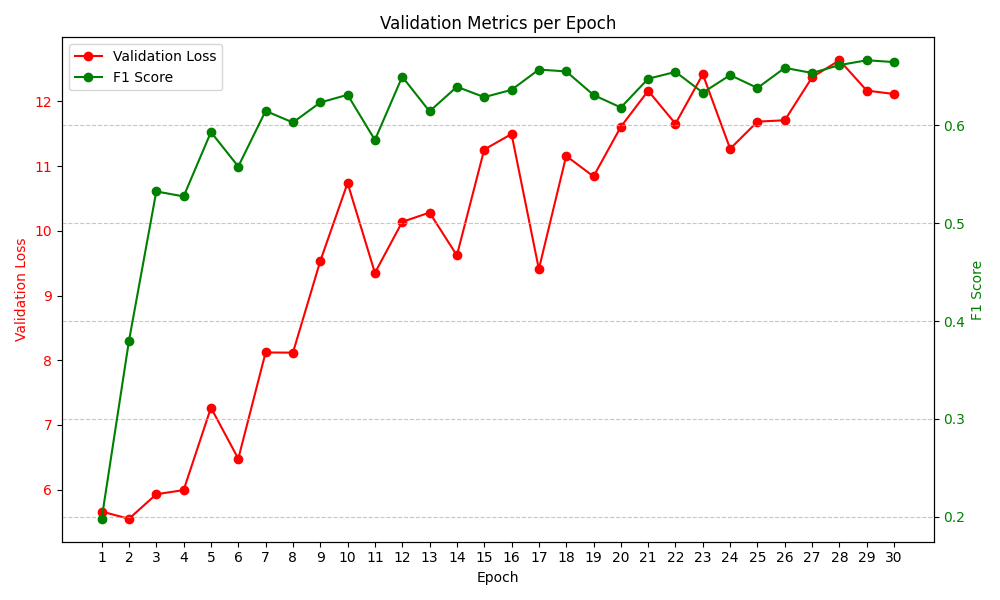 Validation Metrics per Epoch
Validation Loss
F1 Score
12
11
10
9
8
7
6
Validation Loss
0.6
0.5
0.4
0.3
0.2
F1 Score
1 2 3 4 5 6 7 8 9 10 11 12 13 14 15 16 17 18 19 20 21 22 23 24 25 26 27 28 29 30
Epoch